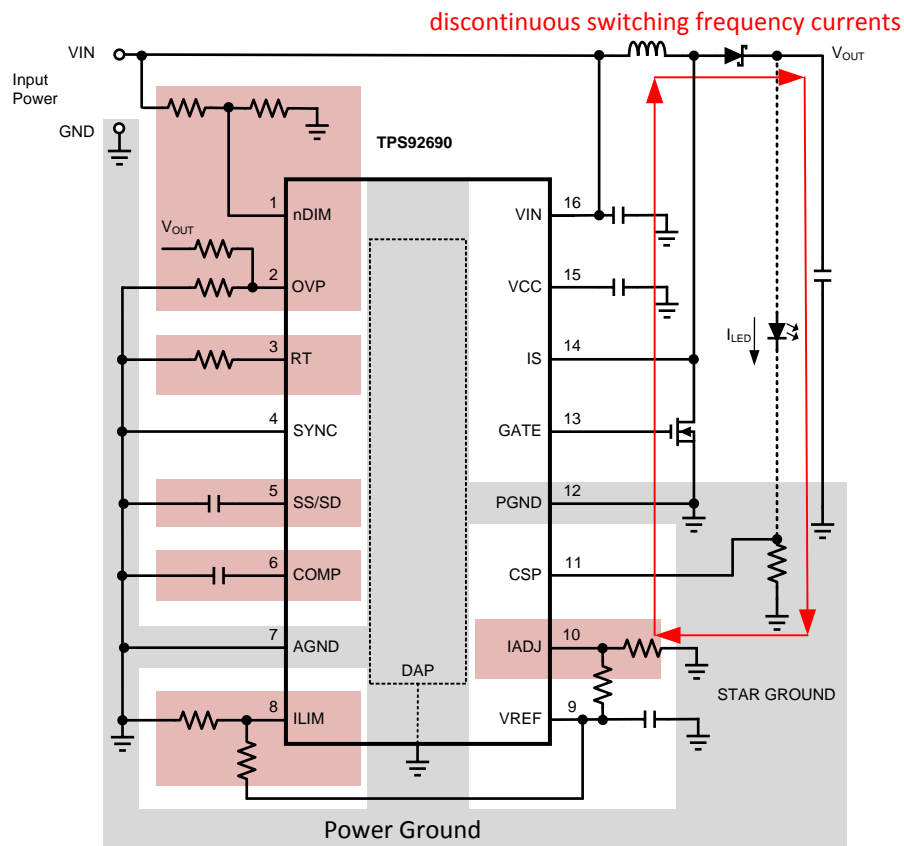 discontinuous switching frequency currents
VIN
VOUT
Input
Power
GND
TPS92690
1
nDIM
VIN
16
VOUT
2
OVP
VCC
15
3
RT
IS
14
ILED
4
SYNC
GATE
13
5
SS/SD
PGND
12
6
COMP
CSP
11
7
AGND
IADJ
10
DAP
STAR GROUND
8
ILIM
VREF
9
Power Ground